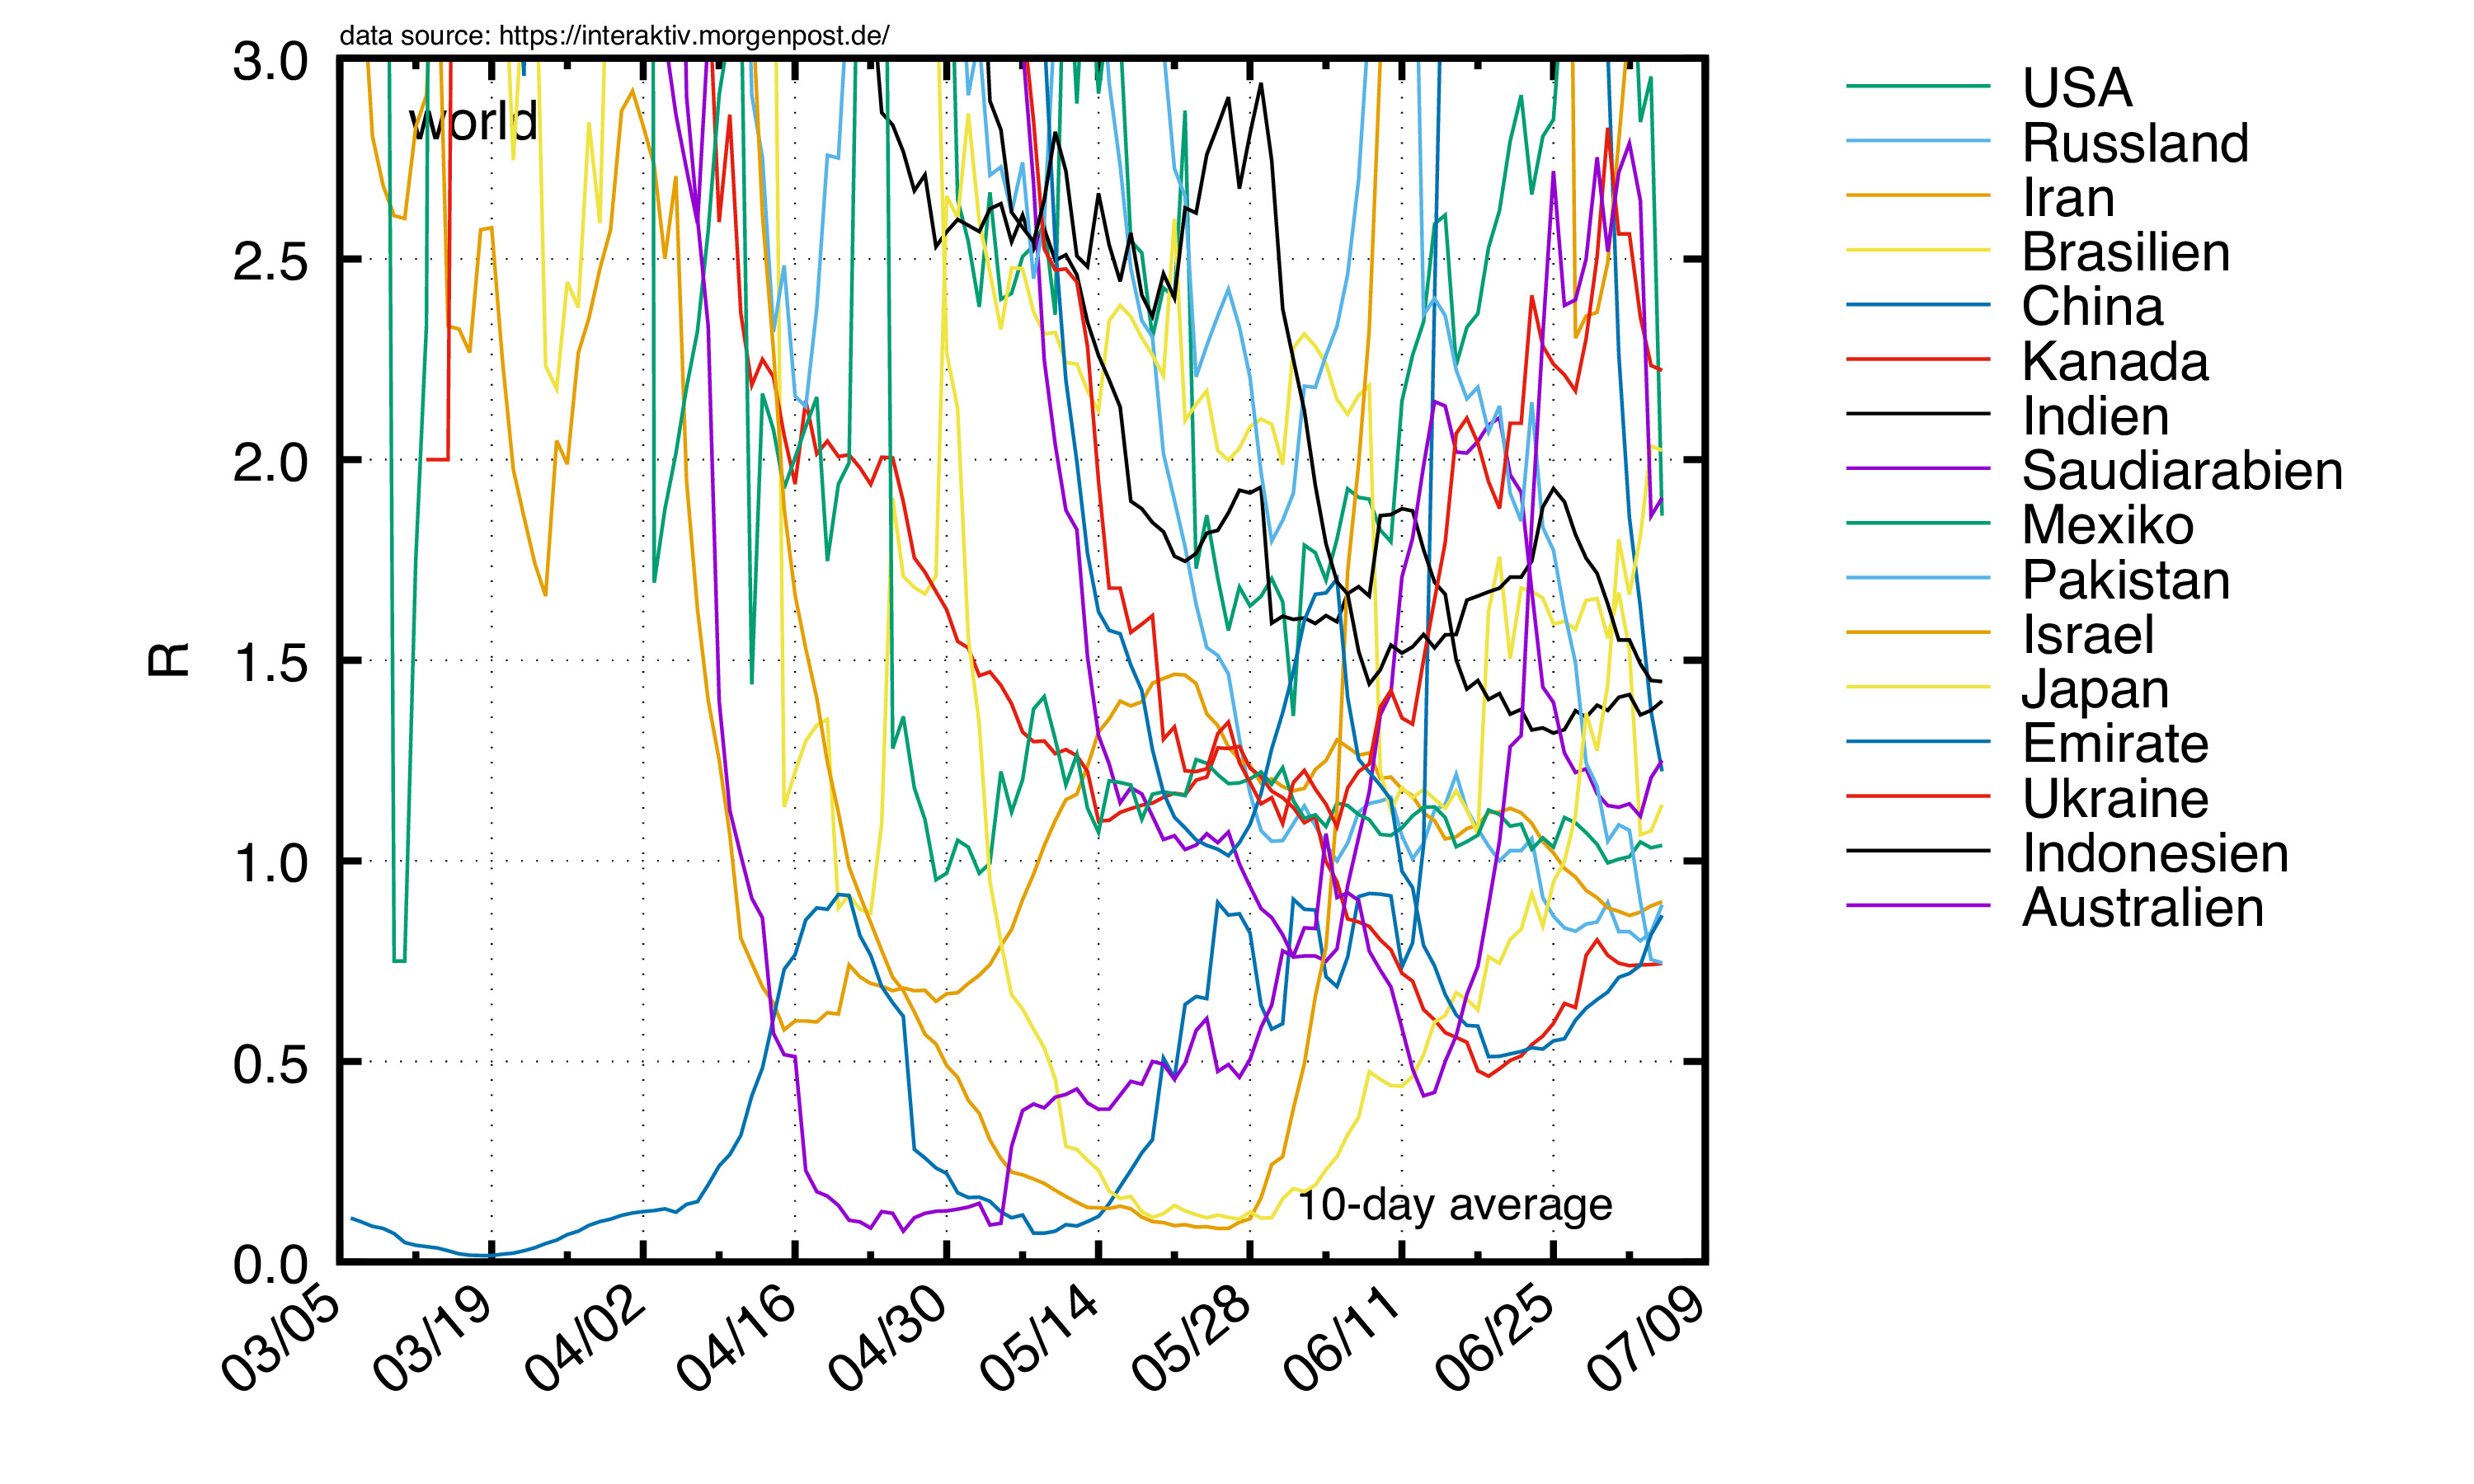 data source: https://interaktiv.morgenpost.de/
world
R
3.0
2.5
2.0
1.5
1.0
0.5
0.0
10-day average
03/05
03/19
04/02
04/16
04/30
05/14
05/28
06/11
06/25
07/09
USA
Russland
Iran
Brasilien
China
Kanada
Indien
Saudiarabien
Mexiko
Pakistan
Israel
Japan
Emirate
Ukraine
Indonesien
Australien